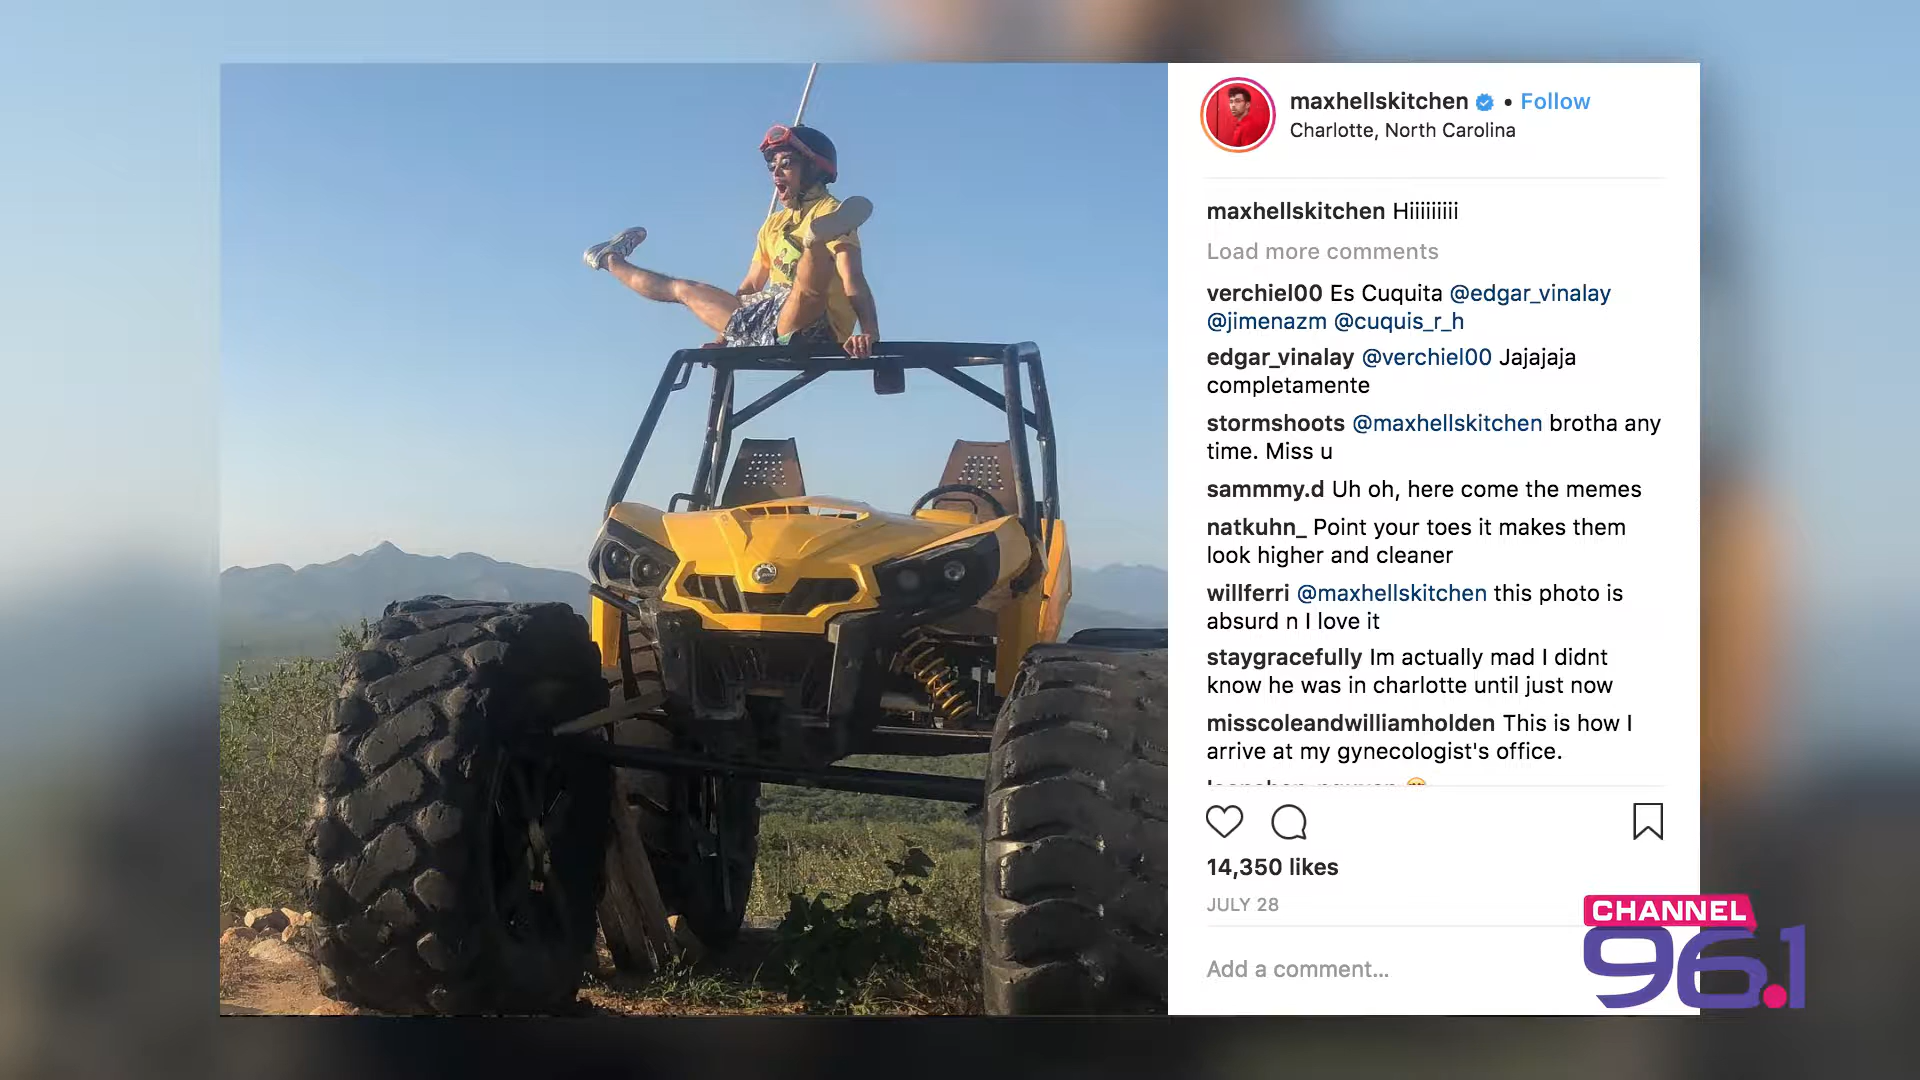 maxhellskitchen • Follow
Charlotte, North Carolina
maxhellskitchen Hiiiiiiiii
Load more comments
verchiel00 Es Cuquita @edgar_vinalay
@jimenazm @cuquis_r_h
edgar_vinalay @verchiel00 Jajajaja
completamente
stormshoots @maxhellskitchen brotha any
time. Miss u
sammmy.d Uh oh, here come the memes
natkuhn_ Point your toes it makes them
look higher and cleaner
willferri @maxhellskitchen this photo is
absurd n I love it
staygracefully Im actually mad I didnt
know he was in charlotte until just now
misscoleandwilliamholden This is how I
arrive at my gynecologist's office.
14,350 likes
JULY 28
Add a comment...
CHANNEL
96.1